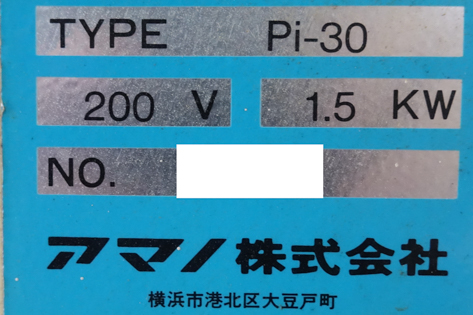 TYPE Pi-30
200 V 1.5 KW
NO.
アマノ株式会社
横浜市港北区大豆戸町